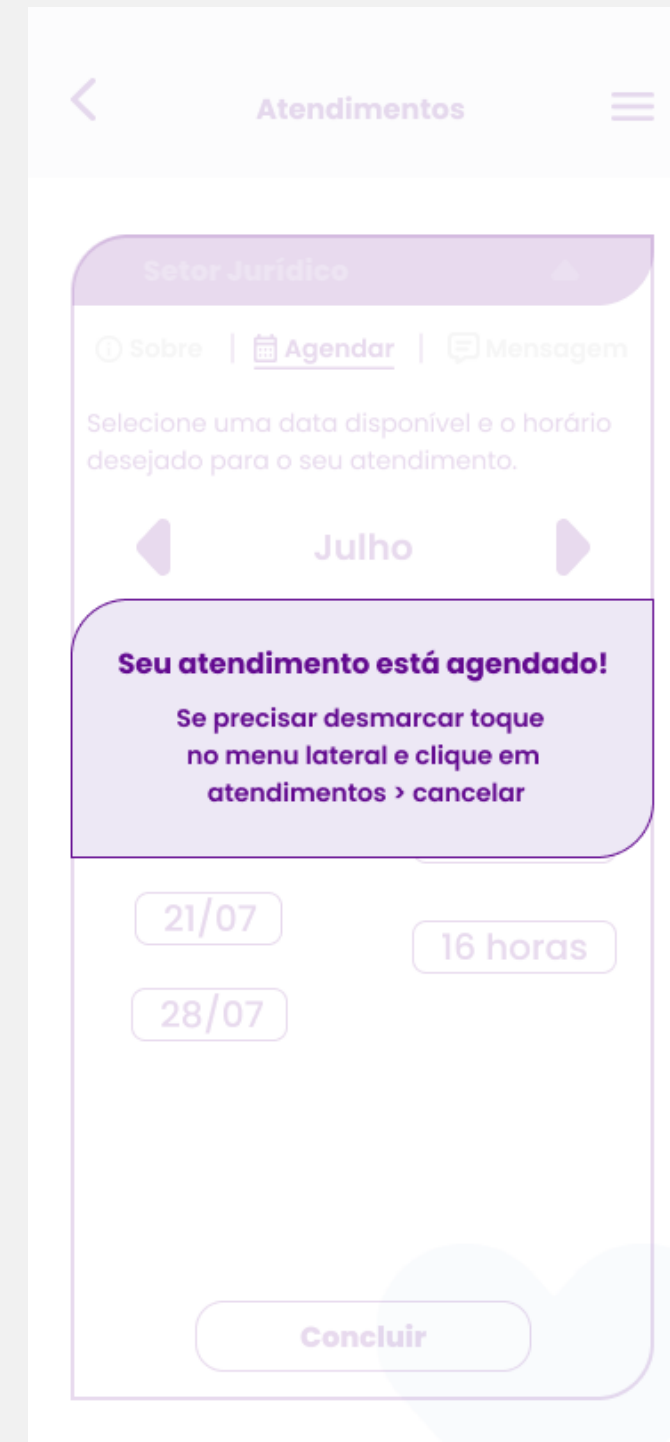 Atendimentos
Setor Jurídico
Sobre | Agendar | Mensagem
Selecione uma data disponível e o horário
desejado para o seu atendimento.
Julho
Seu atendimento está agendado!
Se precisar desmarcar toque
no menu lateral e clique em
atendimentos > cancelar
21/07
16 horas
28/07
Concluir